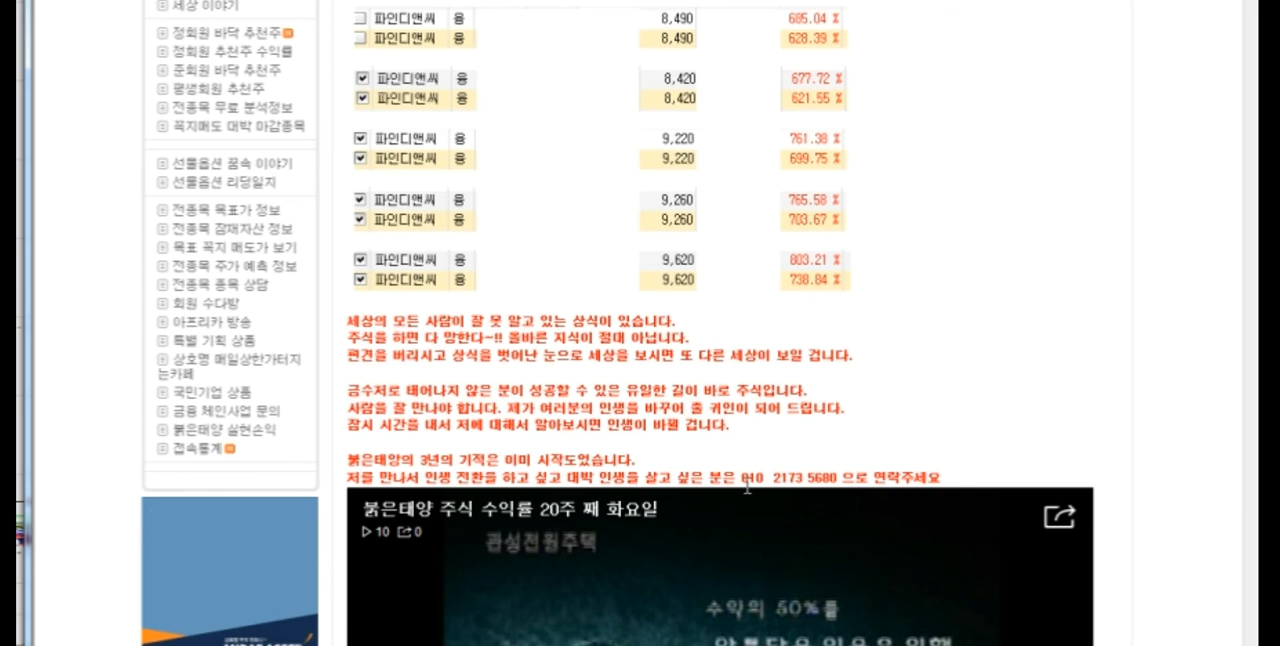 세상 이야기
정회원 바닥 추천주
정회원 추천주 수익률
준회원 바닥 추천주
평생회원 추천주
전종목 무료 분석정보
꼭지매도 대박 마감종목
선물옵션 꿈속 이야기
선물옵션 리딩일지
전종목 목표가 정보
전종목 잠재자산 정보
목표 꼭지 매도가 보기
전종목 주가 예측 정보
전종목 종목 상담
회원 수다방
아프리카 방송
특별 기획 상품
상호명 매일상한가터지
는카페
국민기업 상품
금융 체인사업 문의
붉은태양 실현손익
접속통계
파인디앤씨 융 8,490 685.04 %
파인디앤씨 융 8,490 628.39 %
파인디앤씨 융 8,420 677.72 %
파인디앤씨 융 8,420 621.55 %
파인디앤씨 융 9,220 761.38 %
파인디앤씨 융 9,220 699.75 %
파인디앤씨 융 9,260 765.58 %
파인디앤씨 융 9,260 703.67 %
파인디앤씨 융 9,620 803.21 %
파인디앤씨 융 9,620 738.84 %
세상의 모든 사람이 잘 못 알고 있는 상식이 있습니다.
주식을 하면 다 망한다~!! 올바른 지식이 절대 아닙니다.
편견을 버리시고 상식을 벗어난 눈으로 세상을 보시면 또 다른 세상이 보일 겁니다.
금수저로 태어나지 않은 분이 성공할 수 있은 유일한 길이 바로 주식입니다.
사람을 잘 만나야 합니다. 제가 여러분의 인생을 바꾸어 줄 귀인이 되어 드립니다.
잠시 시간을 내서 저에 대해서 알아보시면 인생이 바뀔 겁니다.
붉은태양의 3년의 기적은 이미 시작도었습니다.
저를 만나서 인생 전환을 하고 싶고 대박 인생을 살고 싶은 분은 010 2173 5680 으로 연락주세요
붉은태양 주식 수익률 20주 째 화요일
10 0
관성전원주택
수악의 50%를